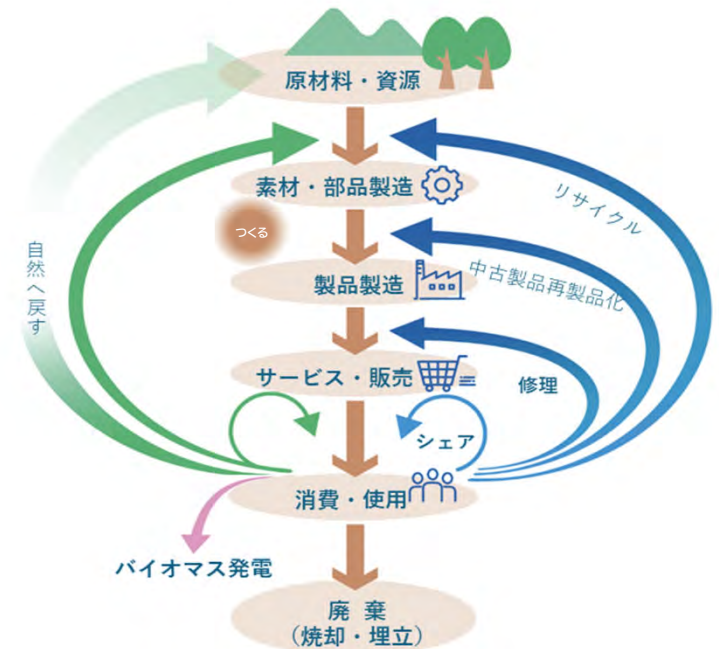 原材料・資源
素材・部品製造
リサイクル
つくる
自然へ戻す
製品製造
中古製品再製品化
サービス・販売
修理
シェア
消費・使用
バイオマス発電
廃 棄
（焼却・埋立）